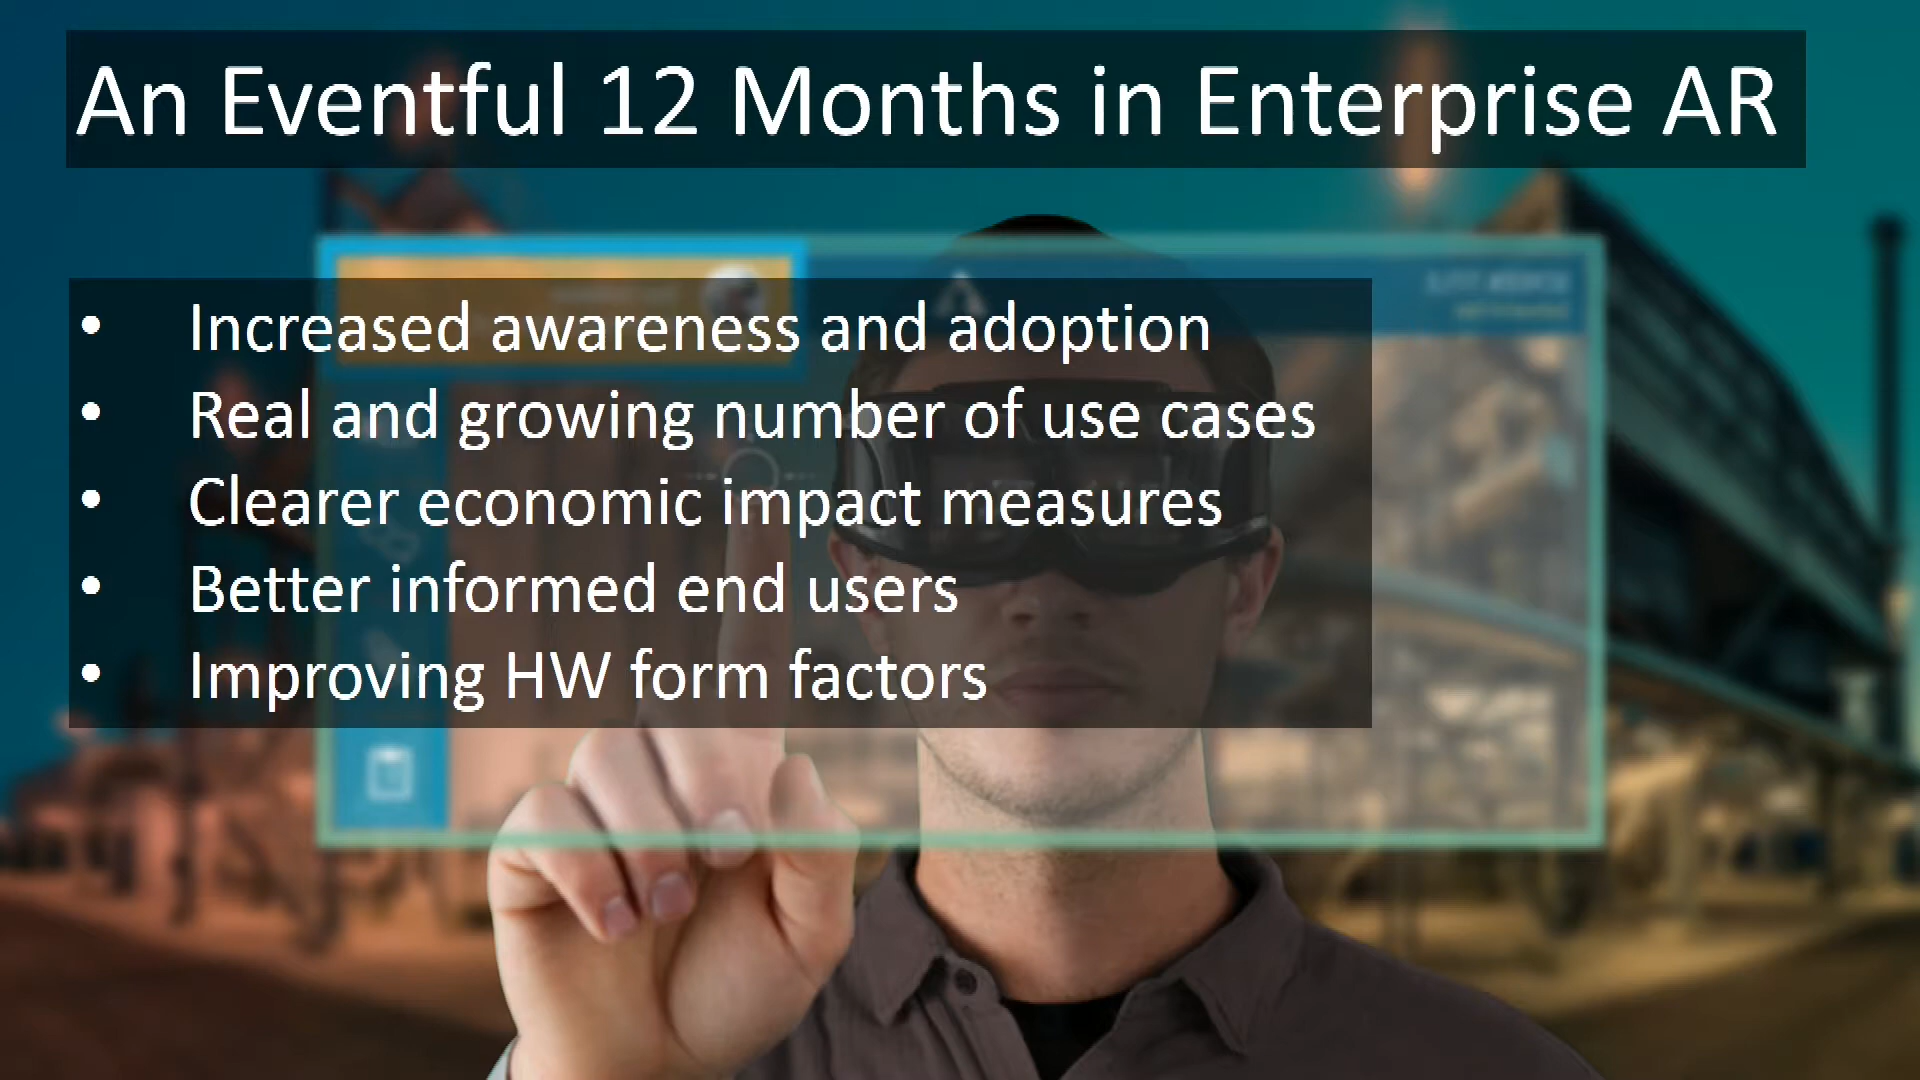 An Eventful 12 Months in Enterprise AR
• Increased awareness and adoption
• Real and growing number of use cases
• Clearer economic impact measures
• Better informed end users
• Improving HW form factors